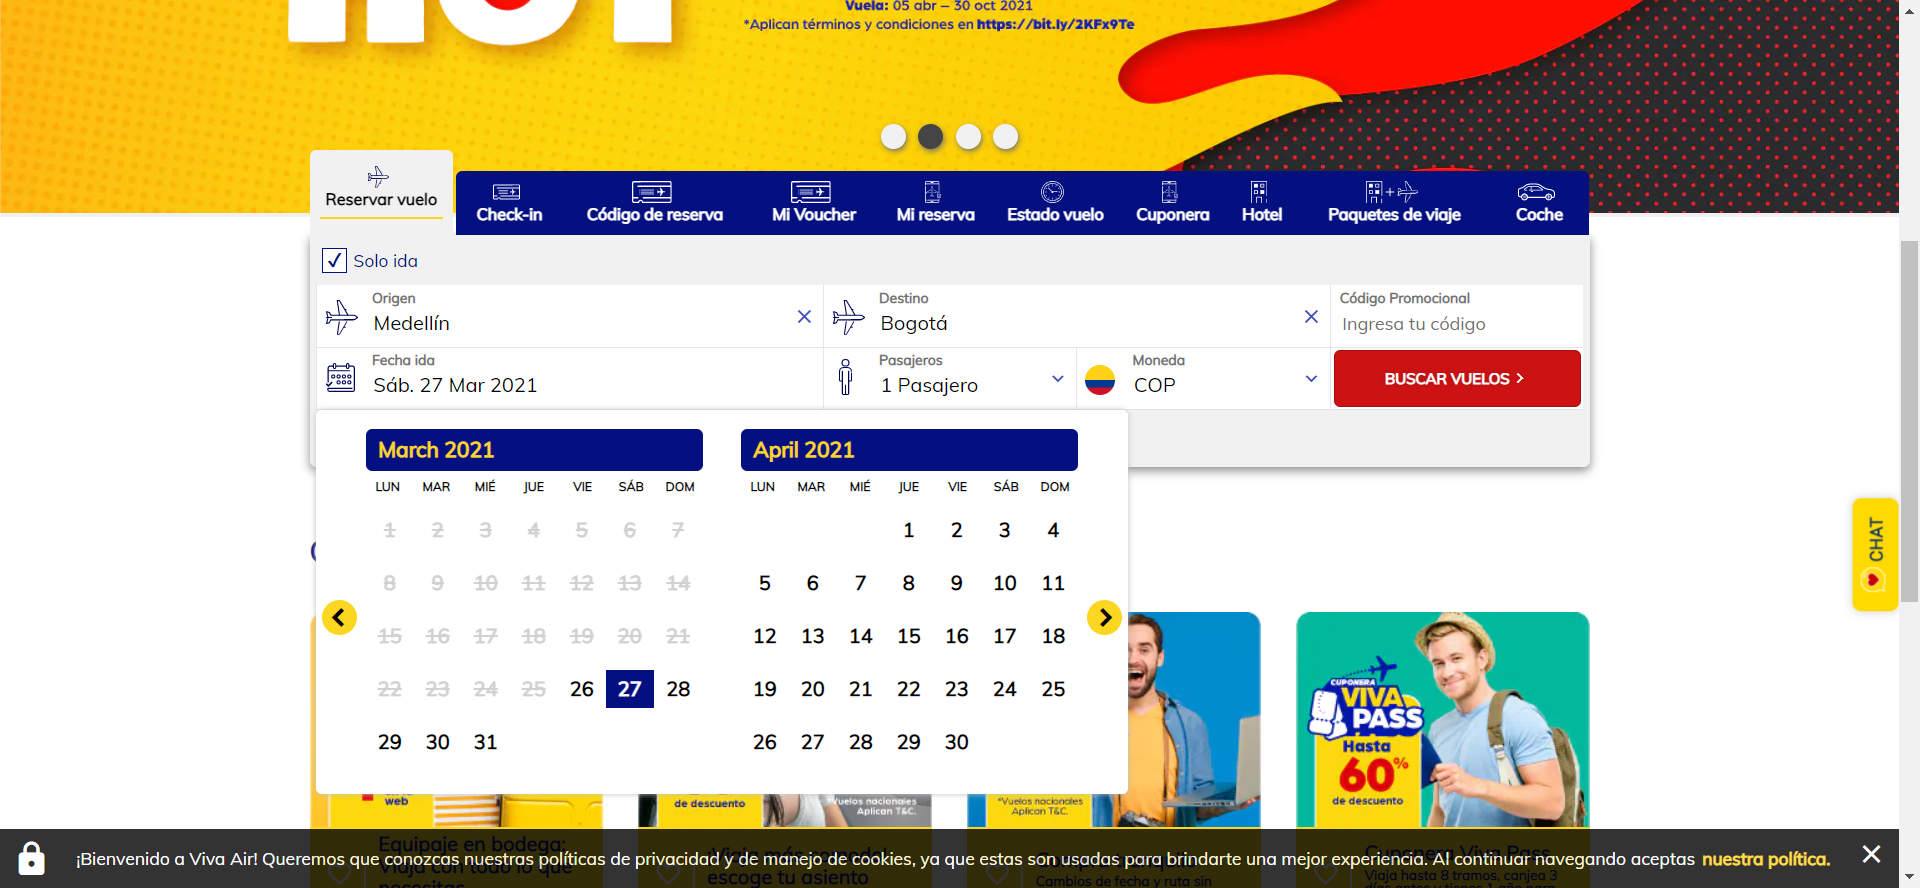 Vuela: 05 abr – 30 oct 2021
*Aplican términos y condiciones en https://bit.ly/2KFx9Te
Reservar vuelo
Check-in
Código de reserva
Mi Voucher
Mi reserva
Estado vuelo
Cuponera
Hotel
Paquetes de viaje
Coche
Solo ida
Origen
Medellín
Destino
Bogotá
Código Promocional
Ingresa tu código
Fecha ida
Sáb. 27 Mar 2021
Pasajeros
1 Pasajero
Moneda
COP
BUSCAR VUELOS
March 2021
LUN MAR MIÉ JUE VIE SÁB DOM
1 2 3 4 5 6 7
8 9 10 11 12 13 14
15 16 17 18 19 20 21
22 23 24 25 26 27 28
29 30 31
April 2021
LUN MAR MIÉ JUE VIE SÁB DOM
1 2 3 4
5 6 7 8 9 10 11
12 13 14 15 16 17 18
19 20 21 22 23 24 25
26 27 28 29 30
CHAT
web
de descuento
*Vuelos nacionales
Aplican T&C.
*Vuelos nacionales
Aplican T&C.
CUPONERA
VIVA
PASS
Hasta
60%
de descuento
Equipaje en bodega:
Viaja con todo lo que
necesitas
escoge tu asiento
Cambios de fecha y ruta sin
Cuponera Viva Pass
Viaja hasta 8 tramos, canjea 3
¡Bienvenido a Viva Air! Queremos que conozcas nuestras políticas de privacidad y de manejo de cookies, ya que estas son usadas para brindarte una mejor experiencia. Al continuar navegando aceptas nuestra política.